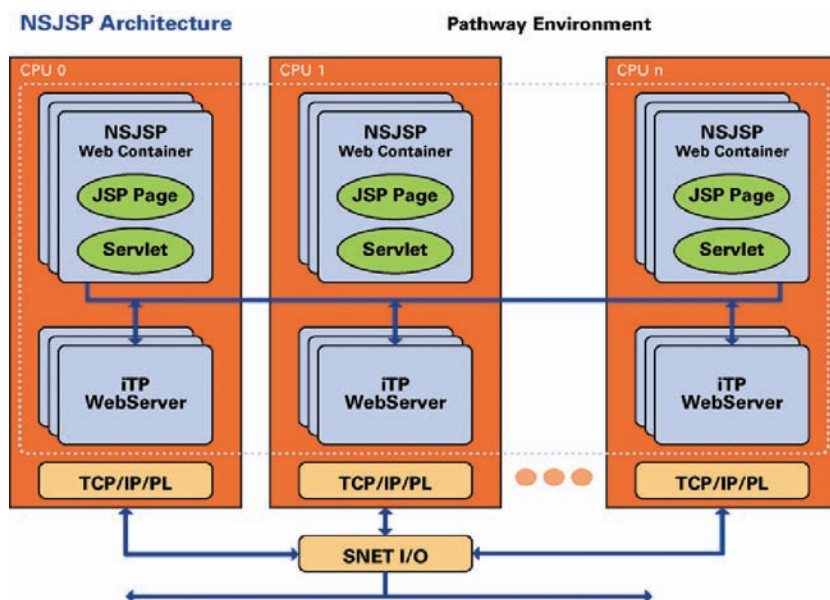 NSJSP Architecture
Pathway Environment
CPU 0
NSJSP
Web Container
JSP Page
Servlet
iTP
WebServer
TCP/IP/PL
CPU 1
NSJSP
Web Container
JSP Page
Servlet
iTP
WebServer
TCP/IP/PL
CPU n
NSJSP
Web Container
JSP Page
Servlet
iTP
WebServer
TCP/IP/PL
SNET I/O